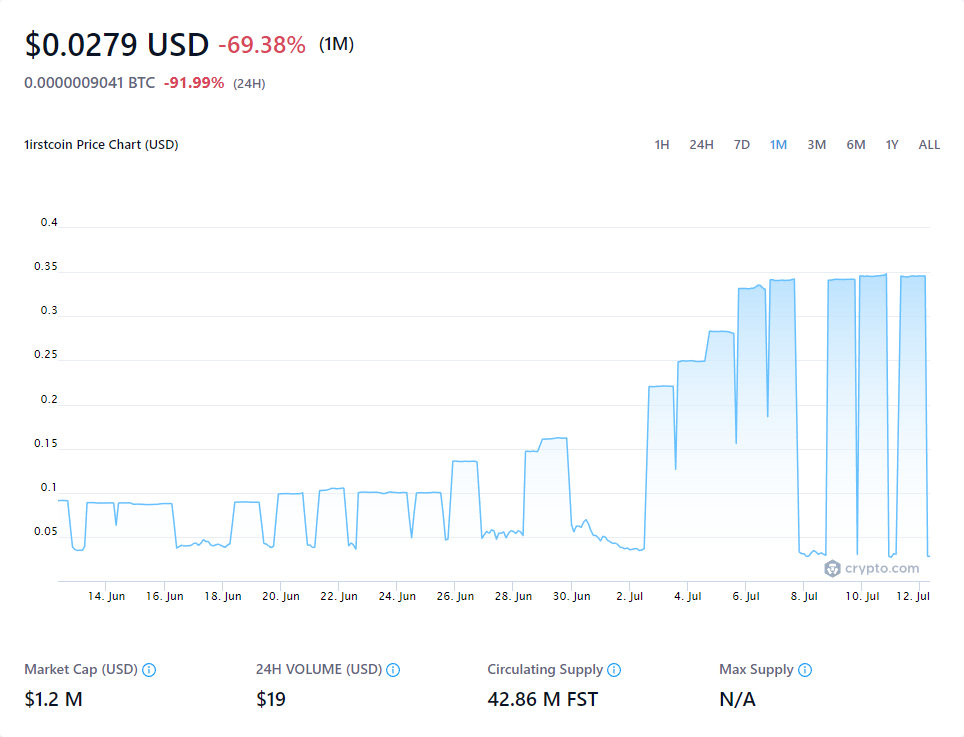 $0.0279 USD -69.38% (1M)
0.0000009041 BTC -91.99% (24H)
1irstcoin Price Chart (USD)
1H 24H 7D 1M 3M 6M 1Y ALL
0.4
0.35
0.3
0.25
0.2
0.15
0.1
0.05
crypto.com
14. Jun 16. Jun 18. Jun 20. Jun 22. Jun 24. Jun 26. Jun 28. Jun 30. Jun 2. Jul 4. Jul 6. Jul 8. Jul 10. Jul 12. Jul
Market Cap (USD) 24H VOLUME (USD) Circulating Supply Max Supply
$1.2 M $19 42.86 M FST N/A